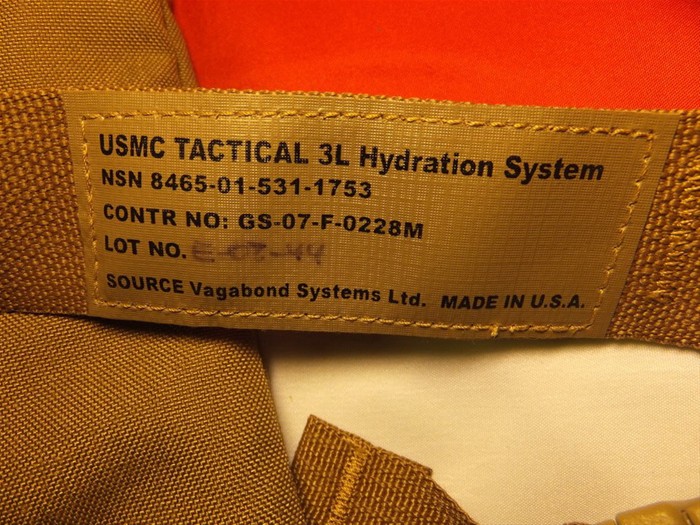 USMC TACTICAL 3L Hydration System
NSN 8465-01-531-1753
CONTR NO: GS-07-F-0228M
LOT NO.
SOURCE Vagabond Systems Ltd. MADE IN U.S.A.